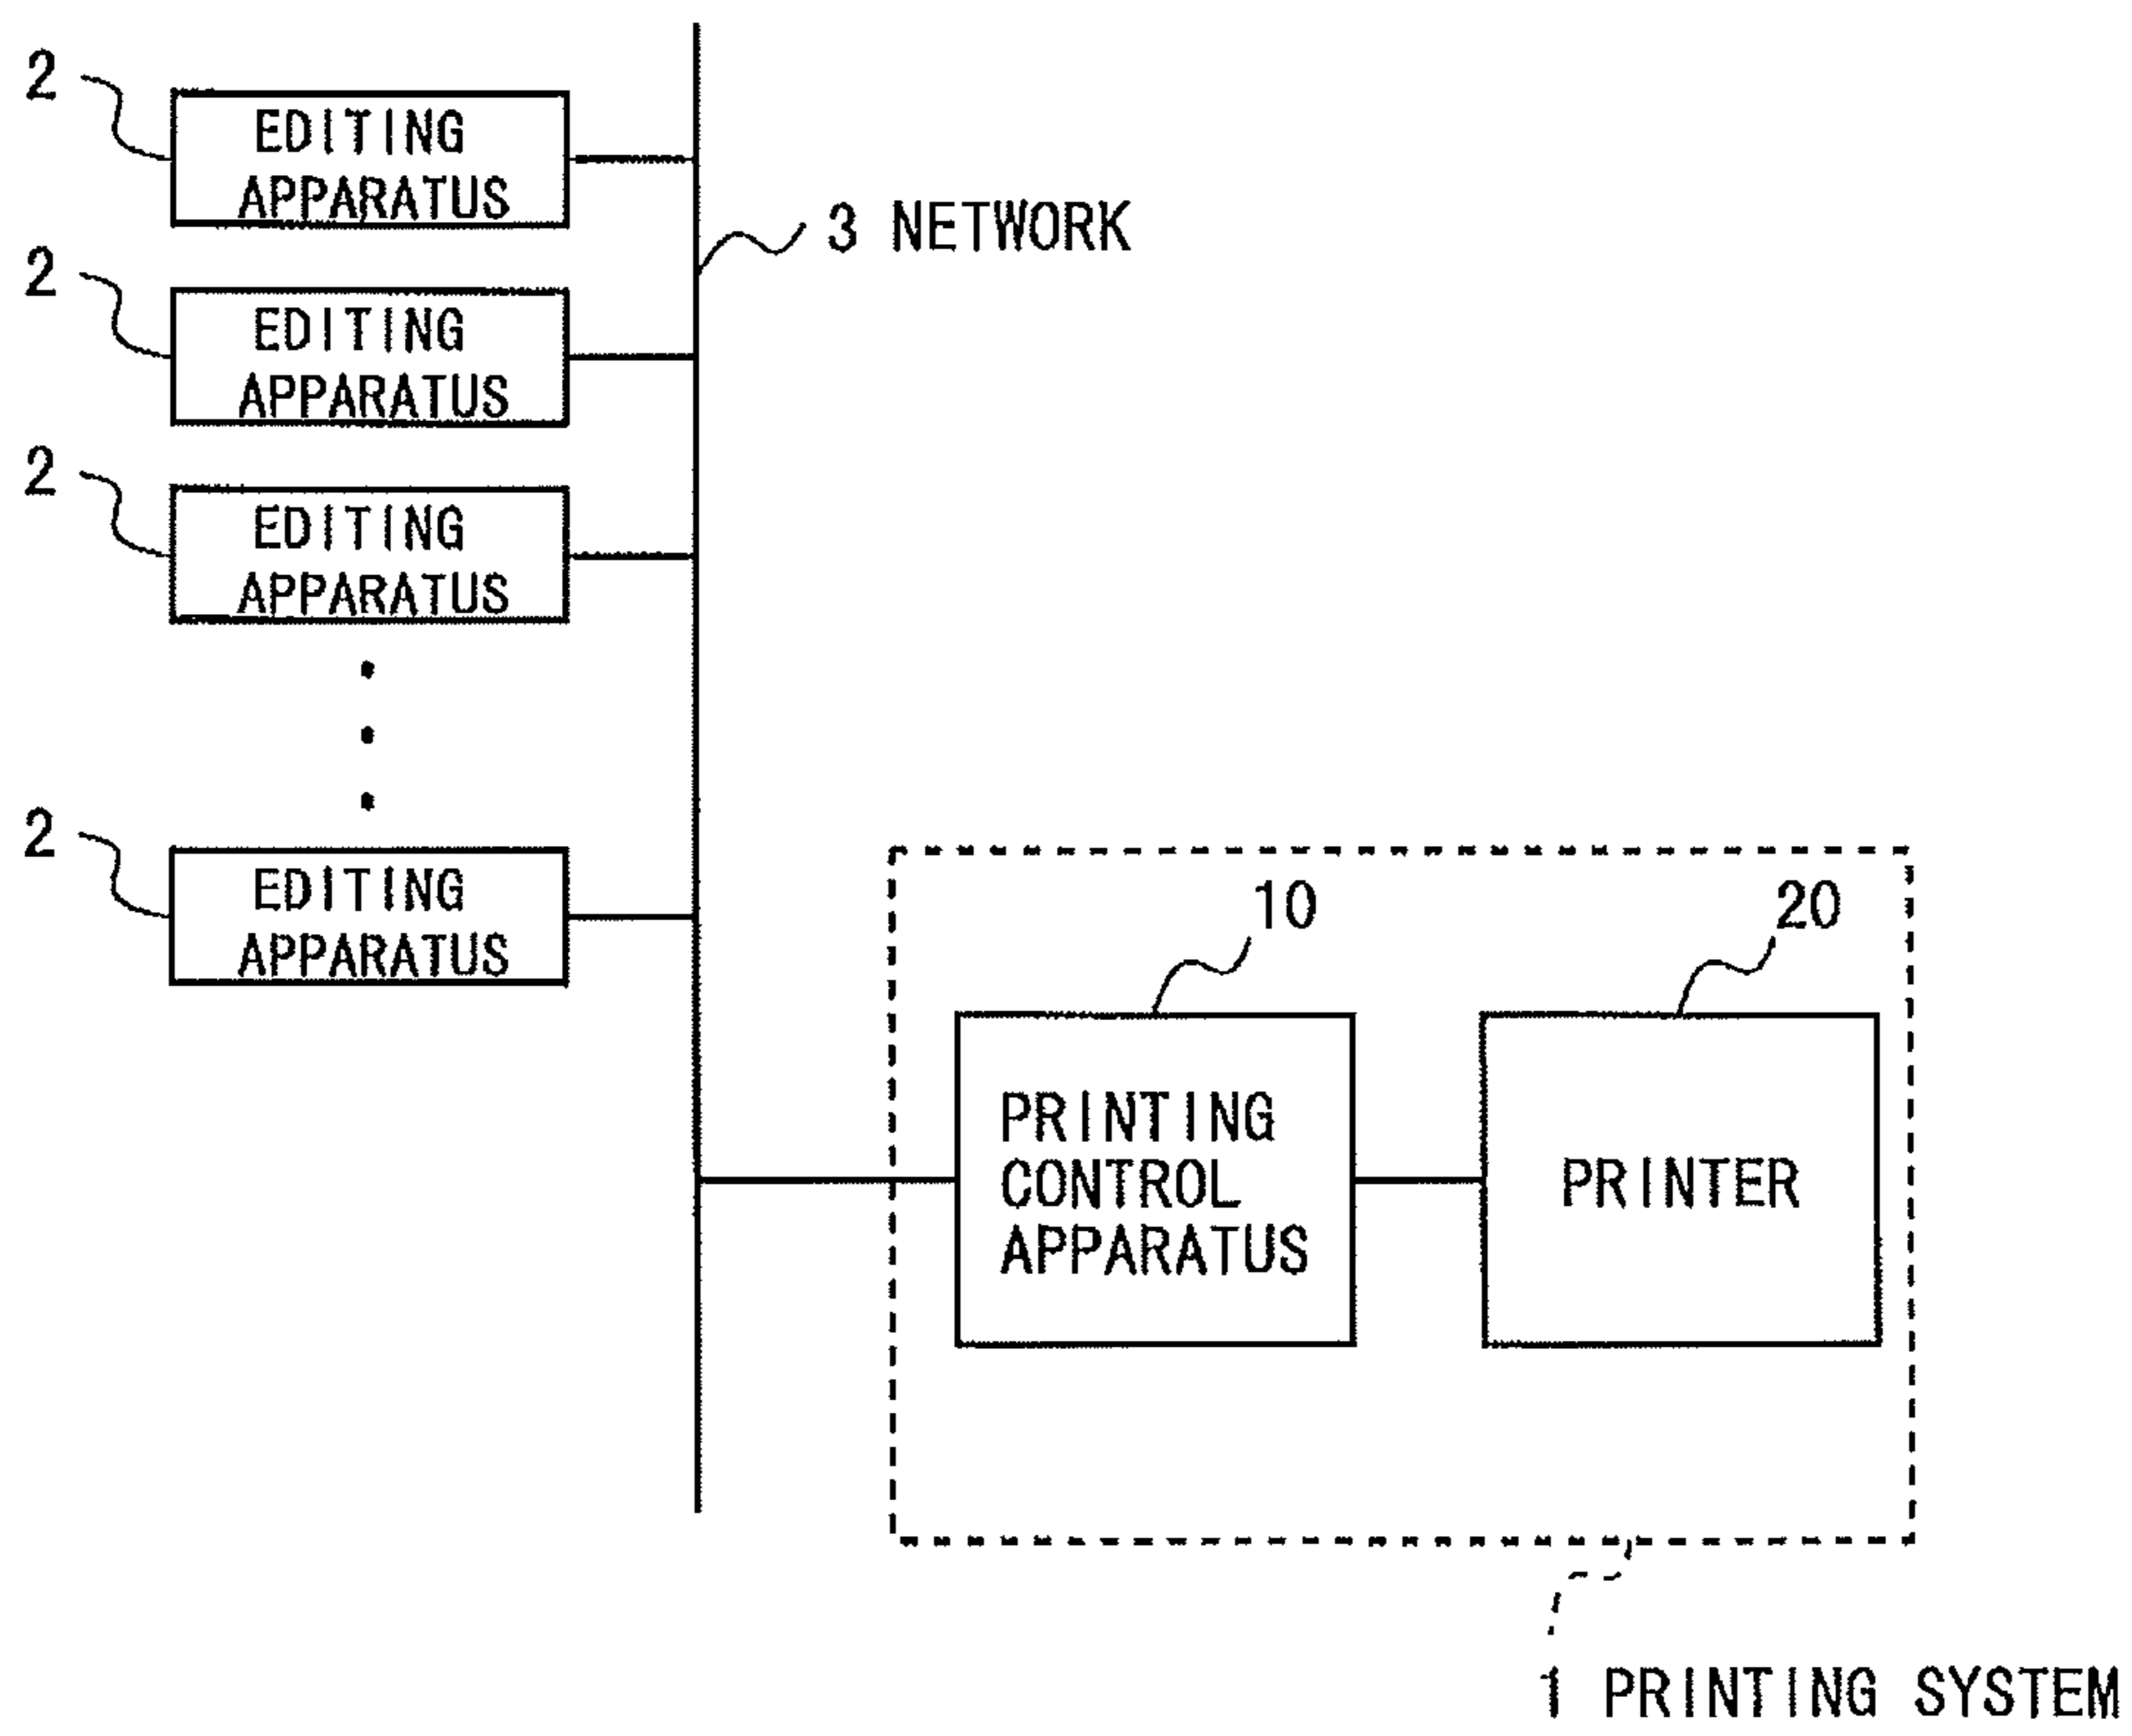 2
EDITING
APPARATUS
3 NETWORK
2
EDITING
APPARATUS
2
EDITING
APPARATUS
2
EDITING
APPARATUS
10
20
PRINTING
CONTROL
APPARATUS
PRINTER
1 PRINTING SYSTEM